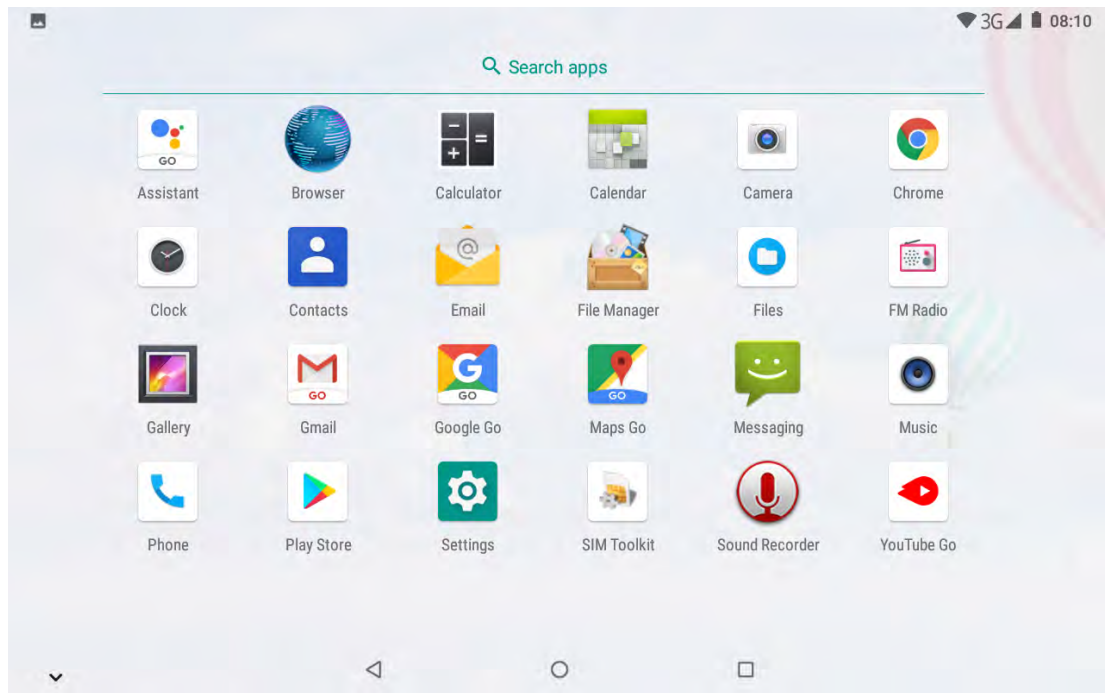 3G 08:10
Search apps
GO
Assistant Browser Calculator Calendar Camera Chrome
@
Clock Contacts Email File Manager Files FM Radio
GO G GO GO
Gallery Gmail Google Go Maps Go Messaging Music
Phone Play Store Settings SIM Toolkit Sound Recorder YouTube Go